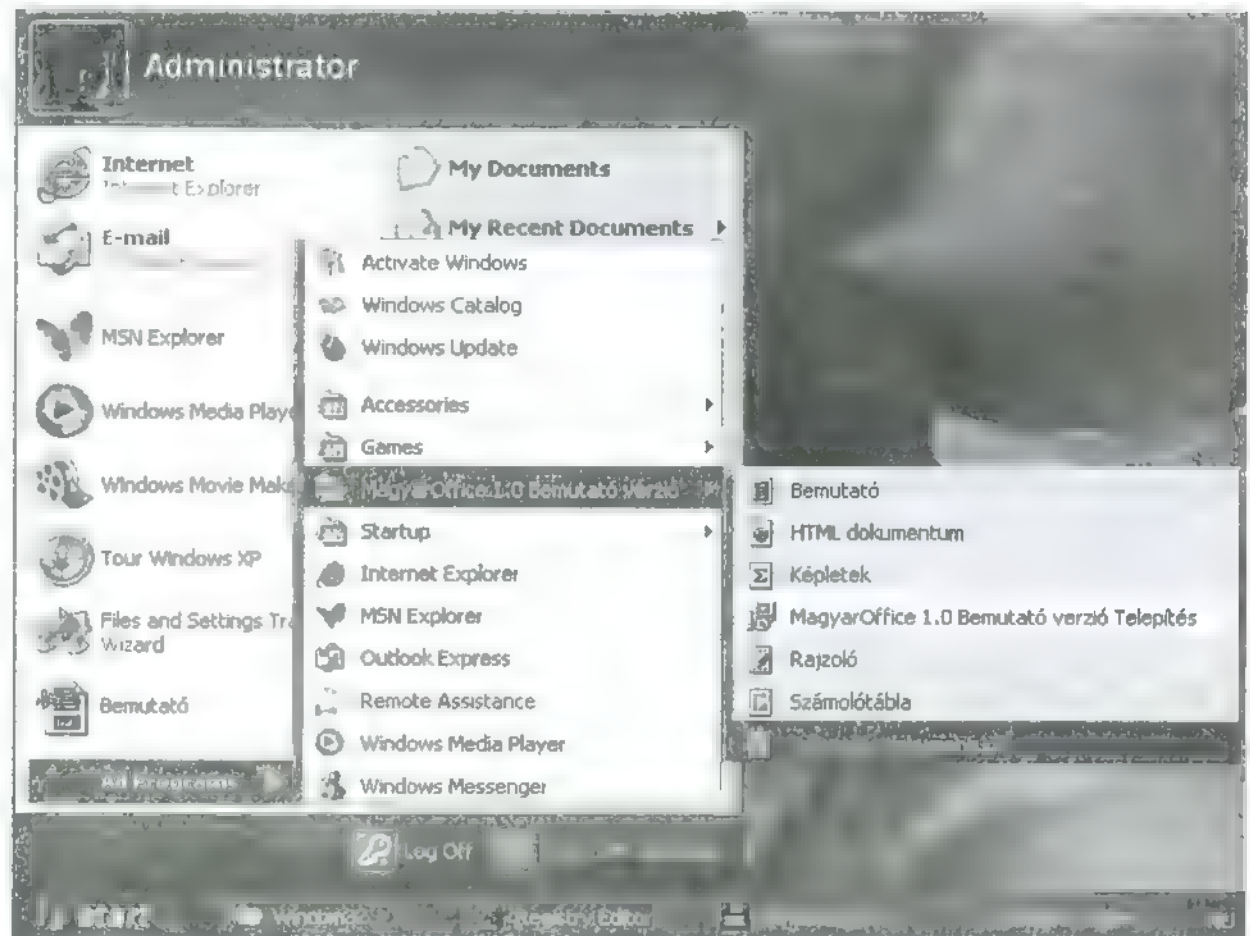 Administrator
Internet
Explorer
E-mail
MSN Explorer
Windows Media Playe
Windows Movie Make
Tour Windows XP
Files and Settings Tra
Wizard
Bemutató
All Programs
My Documents
My Recent Documents
Activate Windows
Windows Catalog
Windows Update
Accessories
Games
MagyarOffice 1.0 Bemutató verzió
Startup
Internet Explorer
MSN Explorer
Outlook Express
Remote Assistance
Windows Media Player
Windows Messenger
Bemutató
HTML dokumentum
Képletek
MagyarOffice 1.0 Bemutató verzió Telepítés
Rajzoló
Számolótábla
Log Off
Registry Editor